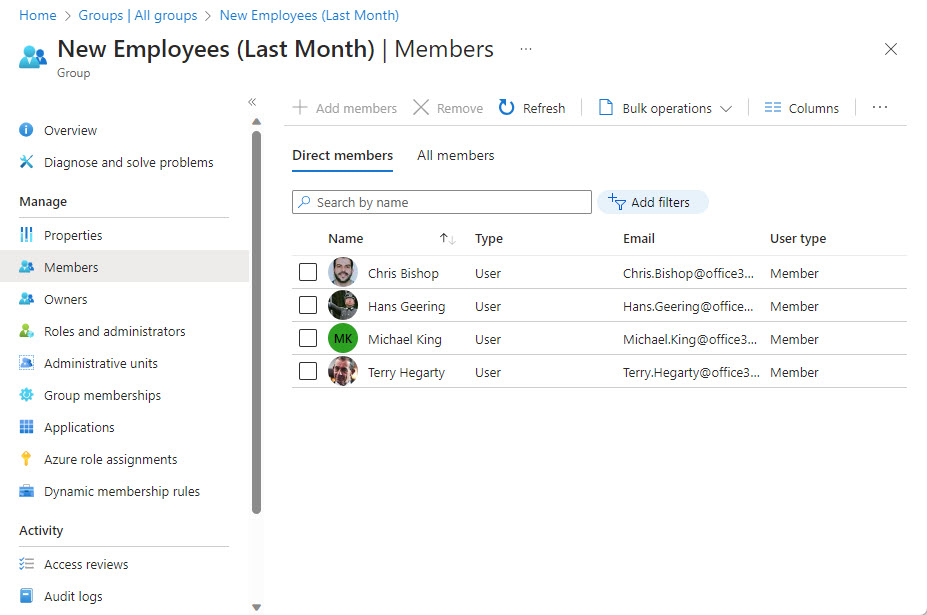 Home > Groups | All groups > New Employees (Last Month)
New Employees (Last Month) | Members ...
Group
«
Overview
Diagnose and solve problems
Manage
Properties
Members
Owners
Roles and administrators
Administrative units
Group memberships
Applications
Azure role assignments
Dynamic membership rules
Activity
Access reviews
Audit logs
Add members Remove Refresh Bulk operations Columns ...
Direct members All members
Search by name Add filters
Name Type Email User type
Chris Bishop User Chris.Bishop@office3... Member
Hans Geering User Hans.Geering@office... Member
MK Michael King User Michael.King@office3... Member
Terry Hegarty User Terry.Hegarty@office3... Member